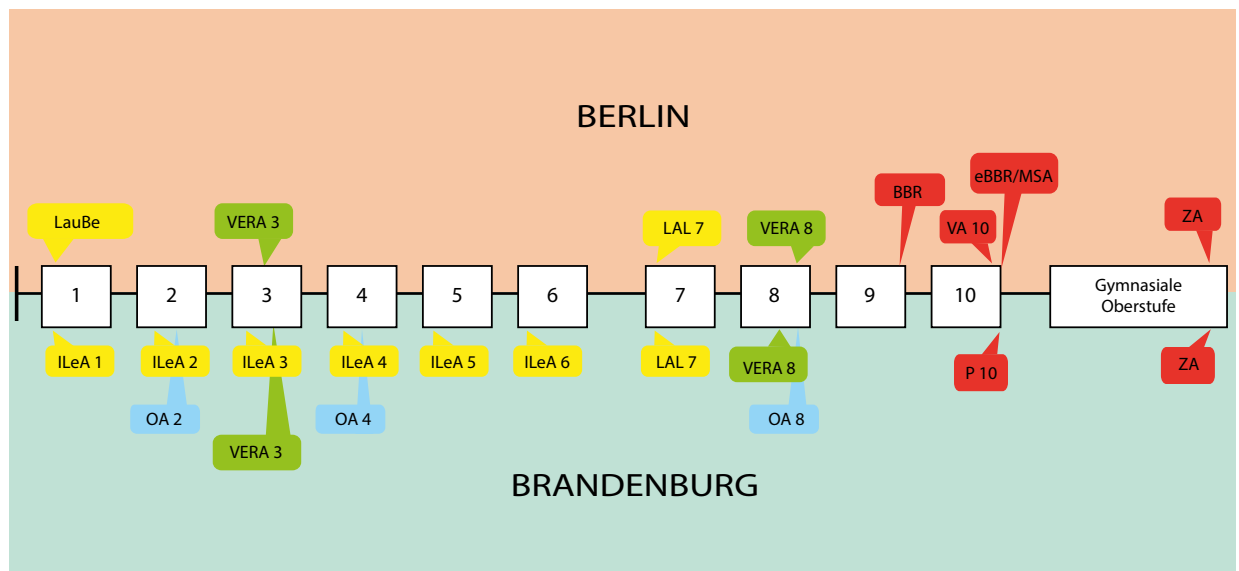 BERLIN
eBBR/MSA
BBR
LauBe
VERA 3
LAL 7
VERA 8
VA 10
ZA
1
2
3
4
5
6
7
8
9
10
Gymnasiale
Oberstufe
ILeA 1
ILeA 2
ILeA 3
ILeA 4
ILeA 5
ILeA 6
LAL 7
VERA 8
P 10
ZA
OA 2
OA 4
OA 8
VERA 3
BRANDENBURG